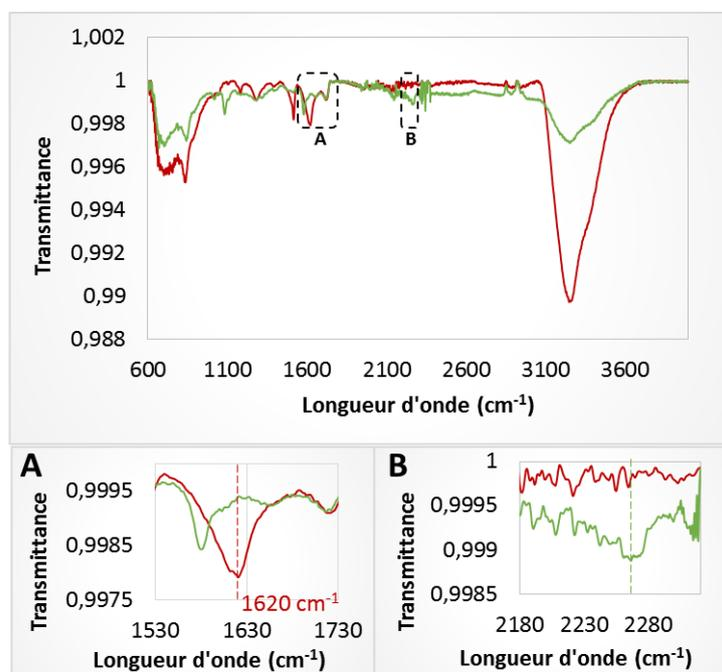 1,002
1
0,998
0,996
0,994
0,992
0,99
0,988
Transmittance
A
B
600 1100 1600 2100 2600 3100 3600
Longueur d'onde (cm-1)
A
0,9995
0,9985
0,9975
Transmittance
1620 cm-1
1530 1630 1730
Longueur d'onde (cm-1)
B
1
0,9995
0,999
0,9985
Transmittance
2180 2230 2280
Longueur d'onde (cm-1)